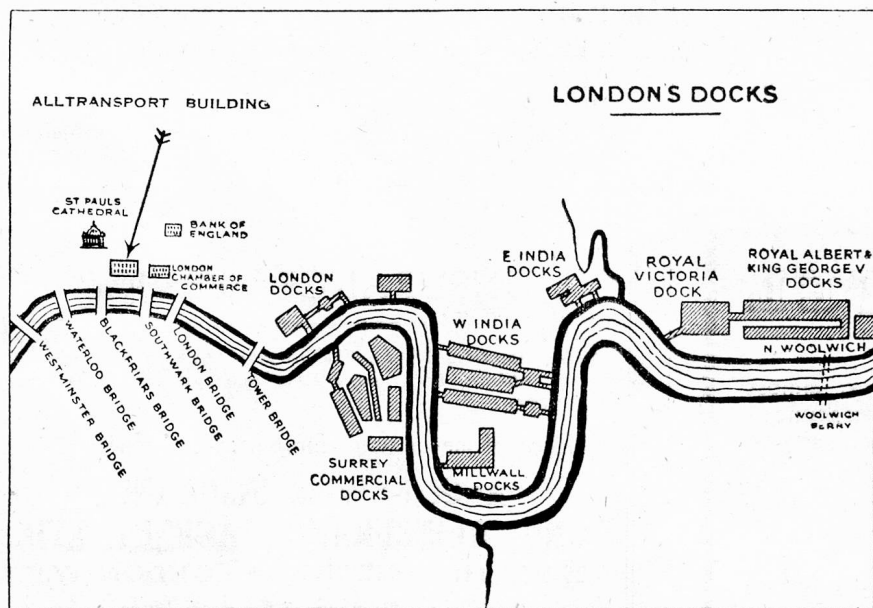 ALLTRANSPORT BUILDING
LONDON'S DOCKS
ST PAULS
CATHEDRAL
BANK OF
ENGLAND
LONDON
CHAMBER OF
COMMERCE
LONDON
DOCKS
E INDIA
DOCKS
ROYAL
VICTORIA
DOCK
ROYAL ALBERT &
KING GEORGE V
DOCKS
W INDIA
DOCKS
N. WOOLWICH
WOOLWICH
FERRY
WESTMINSTER BRIDGE
WATERLOO BRIDGE
BLACKFRIARS BRIDGE
SOUTHWARK BRIDGE
LONDON BRIDGE
TOWER BRIDGE
SURREY
COMMERCIAL
DOCKS
MILLWALL
DOCKS